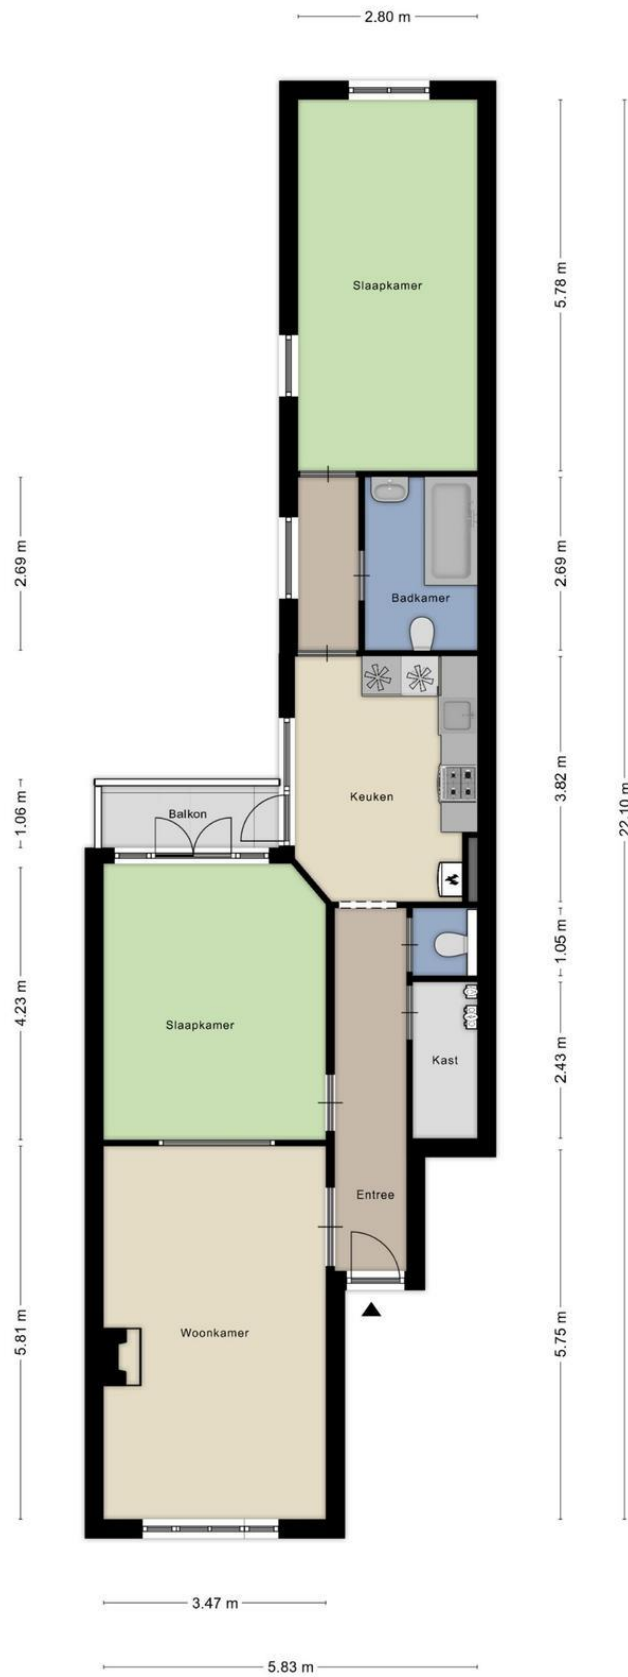 2.80 m
Slaapkamer
5.78 m
2.69 m
2.69 m
Badkamer
Keuken
3.82 m
22.10 m
1.06 m
Balkon
1.05 m
4.23 m
Slaapkamer
2.43 m
Kast
Entree
5.81 m
Woonkamer
5.75 m
3.47 m
5.83 m